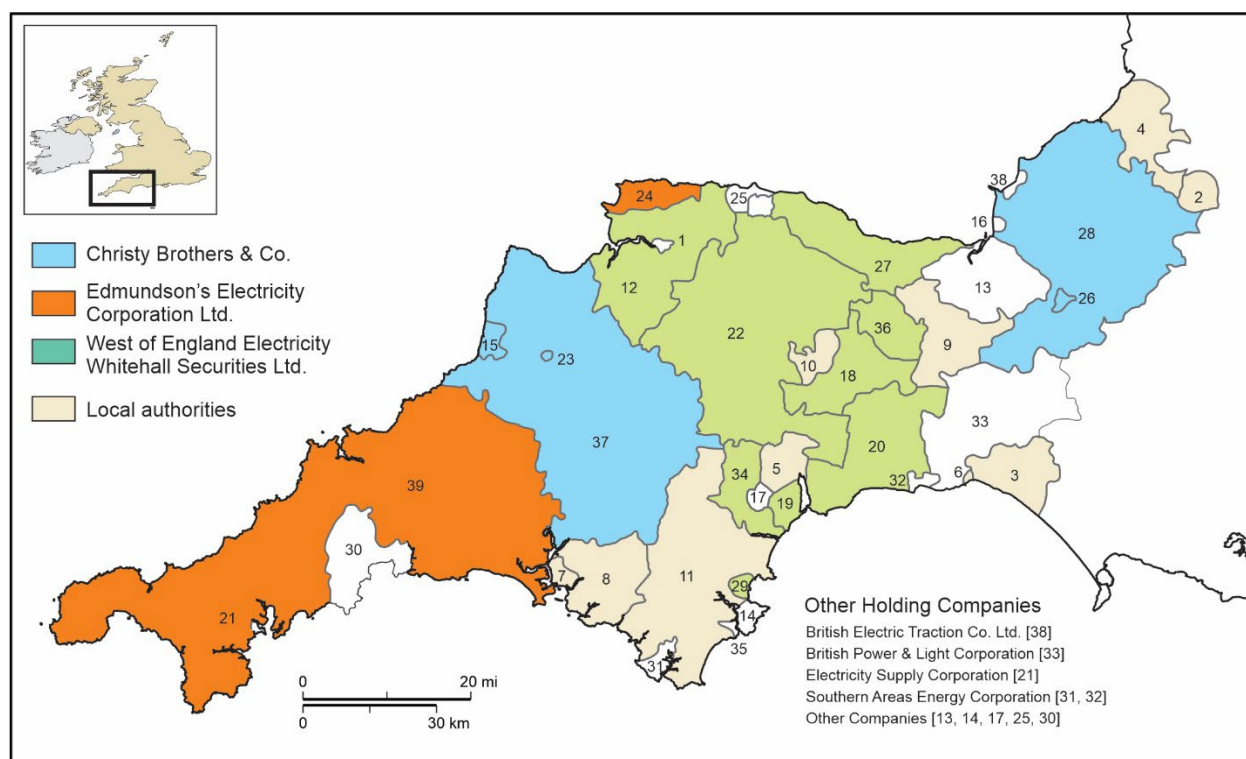 24
25
38
4
2
1
16
28
27
12
13
26
36
22
15
23
9
10
18
33
37
20
34
5
6
3
32
39
17
19
30
7
8
11
29
14
21
35
31
Christy Brothers & Co.
Edmundson's Electricity
Corporation Ltd.
West of England Electricity
Whitehall Securities Ltd.
Local authorities
0 20 mi
0 30 km
Other Holding Companies
British Electric Traction Co. Ltd. [38]
British Power & Light Corporation [33]
Electricity Supply Corporation [21]
Southern Areas Energy Corporation [31, 32]
Other Companies [13, 14, 17, 25, 30]